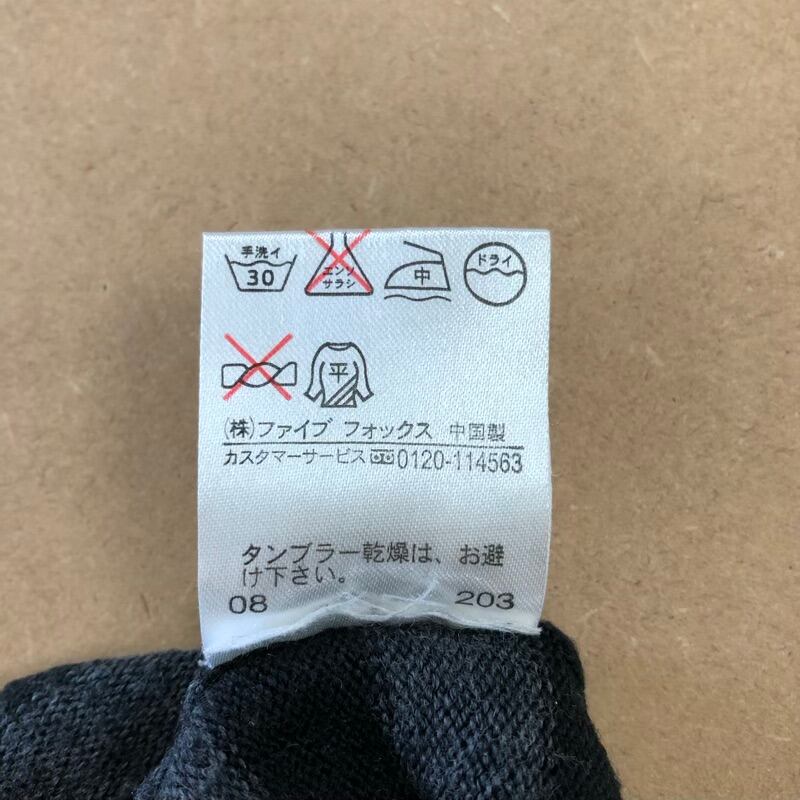 手洗イ
30
エンソ
サラシ
中
ドライ
平
(株)ファイブ フォックス 中国製
カスタマーサービス 0120-114563
タンブラー乾燥は、お避
け下さい。
08 203